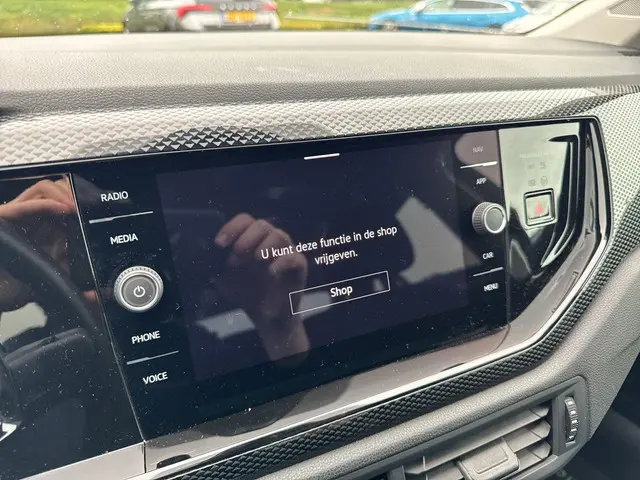 RADIO
MEDIA
PHONE
VOICE
U kunt deze functie in de shop
vrijgeven.
Shop
NAV
APP
CAR
MENU